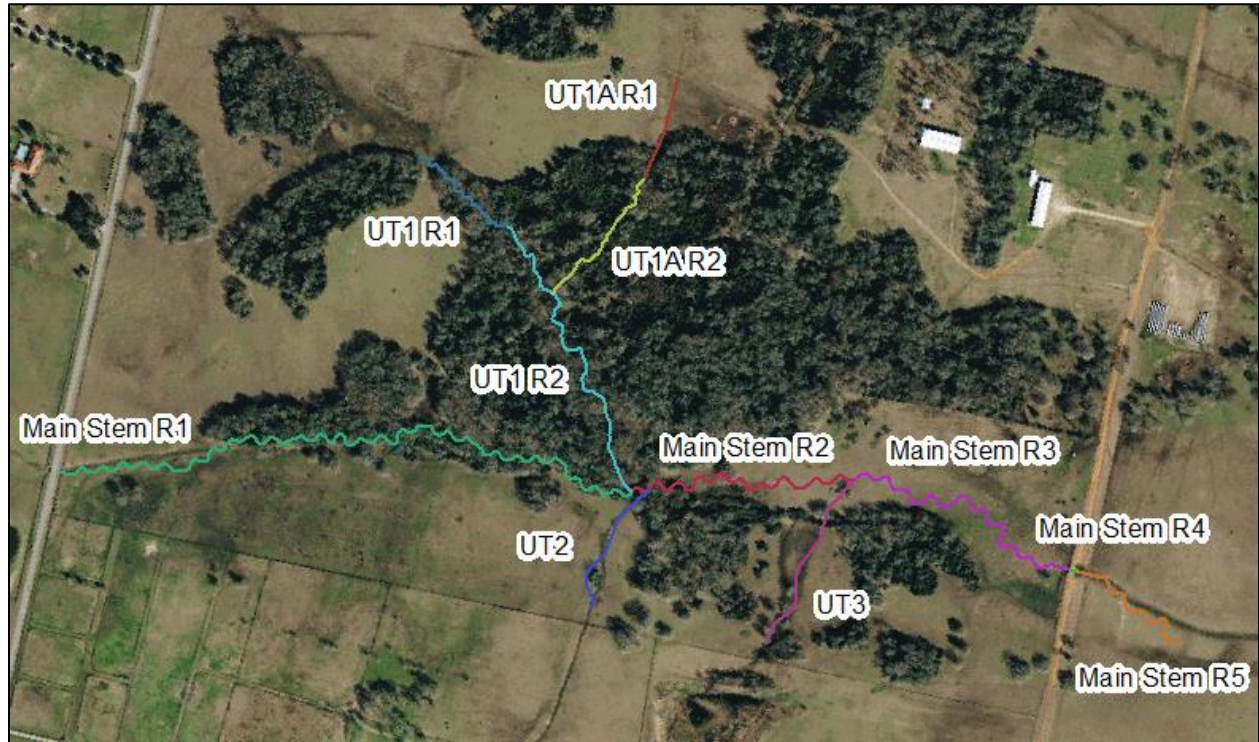 UT1A R1
UT1 R1
UT1A R2
UT1 R2
Main Stem R1
Main Stem R2
Main Stem R3
Main Stem R4
UT2
UT3
Main Stem R5